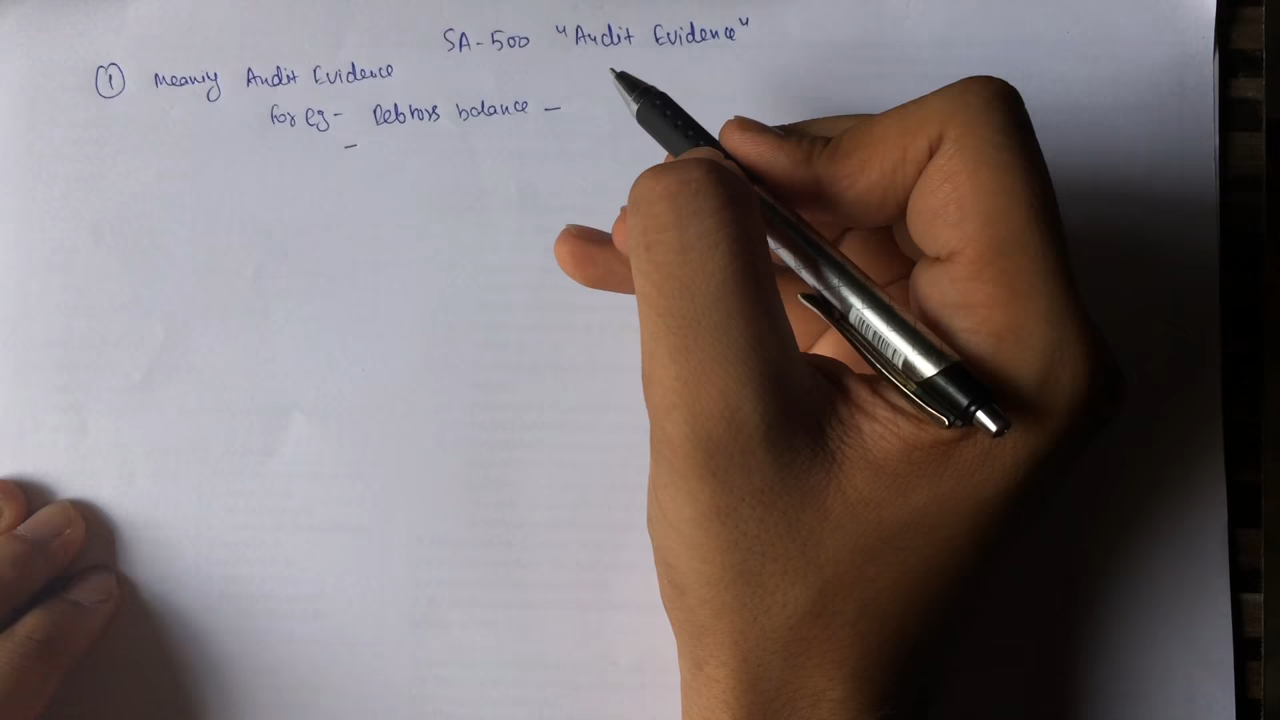 SA-500 "Audit Evidence"
① Meaning Audit Evidence
For eg - Debtors balance -
-